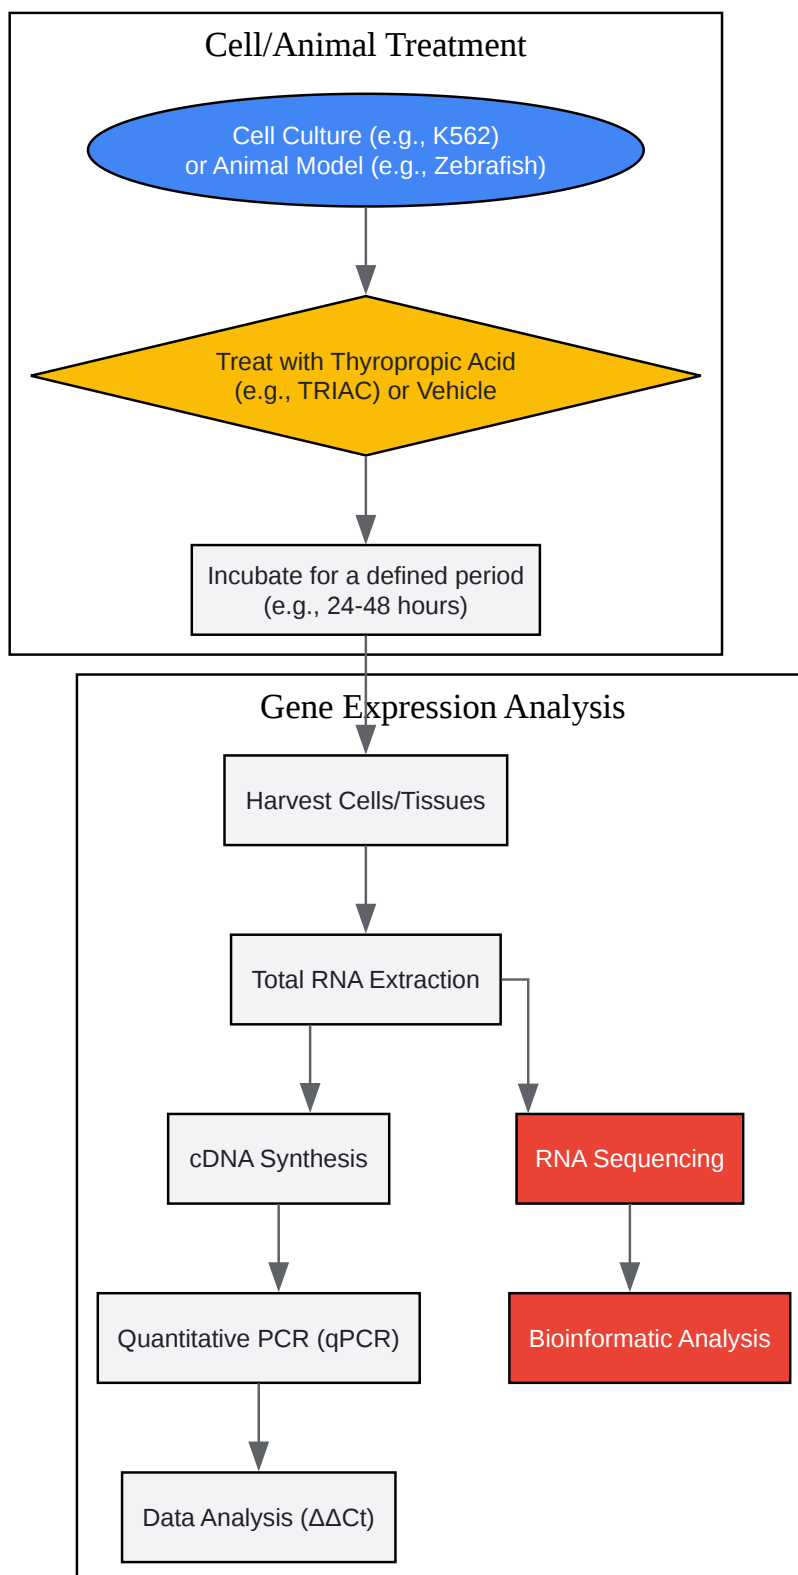 Cell/Animal Treatment
Cell Culture (e.g., K562)
or Animal Model (e.g., Zebrafish)
Treat with Thyropropic Acid
(e.g., TRIAC) or Vehicle
Incubate for a defined period
(e.g., 24-48 hours)
Gene Expression Analysis
Harvest Cells/Tissues
Total RNA Extraction
cDNA Synthesis
RNA Sequencing
Quantitative PCR (qPCR)
Bioinformatic Analysis
Data Analysis (ΔΔCt)